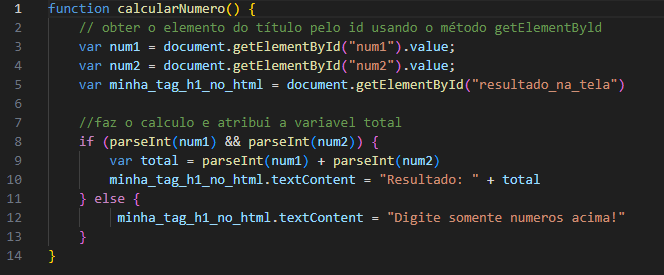 1 function calcularNumero() {
2 // obter o elemento do título pelo id usando o método getElementById
3 var num1 = document.getElementById("num1").value;
4 var num2 = document.getElementById("num2").value;
5 var minha_tag_h1_no_html = document.getElementById("resultado_na_tela")
6
7 //faz o calculo e atribui a variavel total
8 if (parseInt(num1) && parseInt(num2)) {
9 var total = parseInt(num1) + parseInt(num2)
10 minha_tag_h1_no_html.textContent = "Resultado: " + total
11 } else {
12 minha_tag_h1_no_html.textContent = "Digite somente numeros acima!"
13 }
14 }